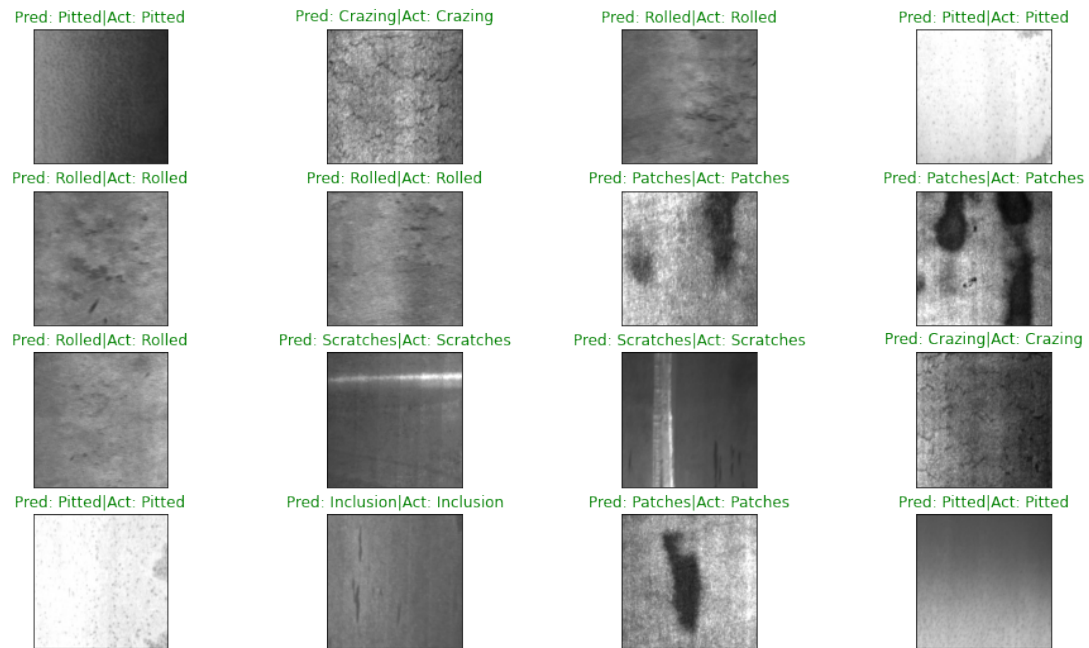 Pred: Pitted|Act: Pitted
Pred: Crazing|Act: Crazing
Pred: Rolled|Act: Rolled
Pred: Pitted|Act: Pitted
Pred: Rolled|Act: Rolled
Pred: Rolled|Act: Rolled
Pred: Patches|Act: Patches
Pred: Patches|Act: Patches
Pred: Rolled|Act: Rolled
Pred: Scratches|Act: Scratches
Pred: Scratches|Act: Scratches
Pred: Crazing|Act: Crazing
Pred: Pitted|Act: Pitted
Pred: Inclusion|Act: Inclusion
Pred: Patches|Act: Patches
Pred: Pitted|Act: Pitted